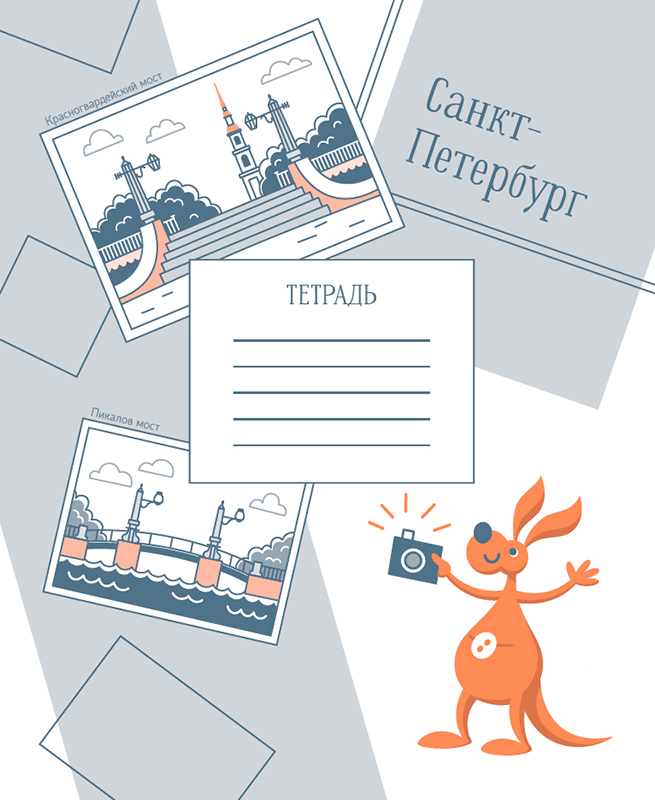 Красногвардейский мост
Санкт-
Петербург
ТЕТРАДЬ
Пикалов мост